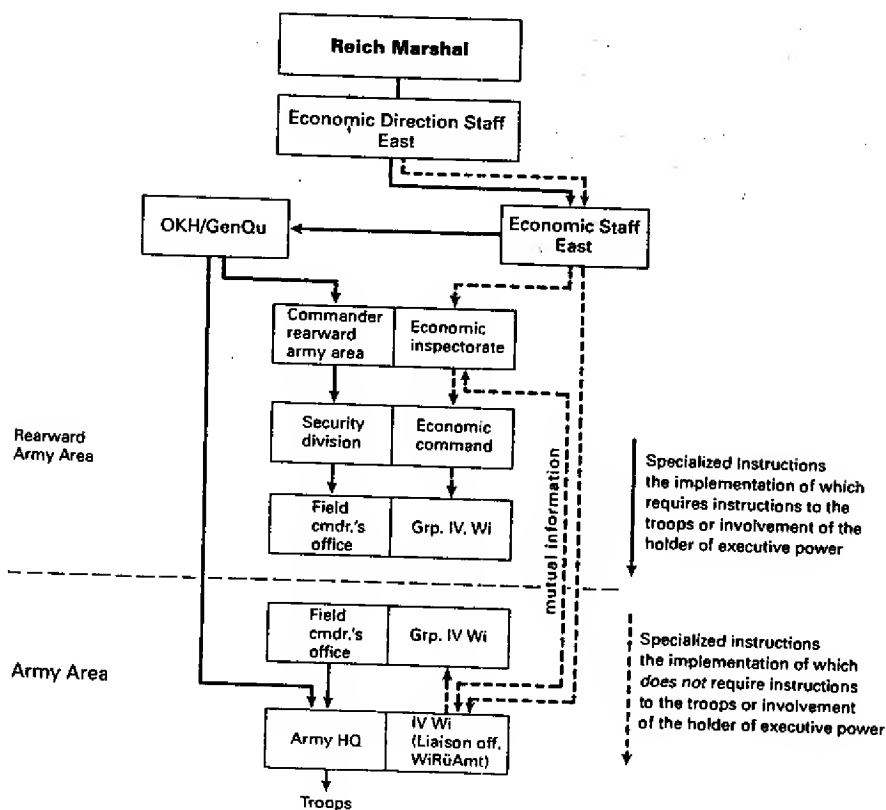 Reich Marshal
Economic Direction Staff
East
OKH/GenQu
Economic Staff
East
Commander
rearward
army area
Economic
inspectorate
Security
division
Economic
command
Rearward
Army Area
Field
cmdr.'s
office
Grp. IV, Wi
mutual information
Specialized Instructions
the implementation of which
requires instructions to the
troops or involvement of the
holder of executive power
Field
cmdr.'s
office
Grp. IV Wi
Army Area
Specialized instructions
the implementation of which
does not require instructions
to the troops or involvement
of the holder of executive power
Army HQ
IV Wi
(Liaison off.
WiRüAmt)
Troops